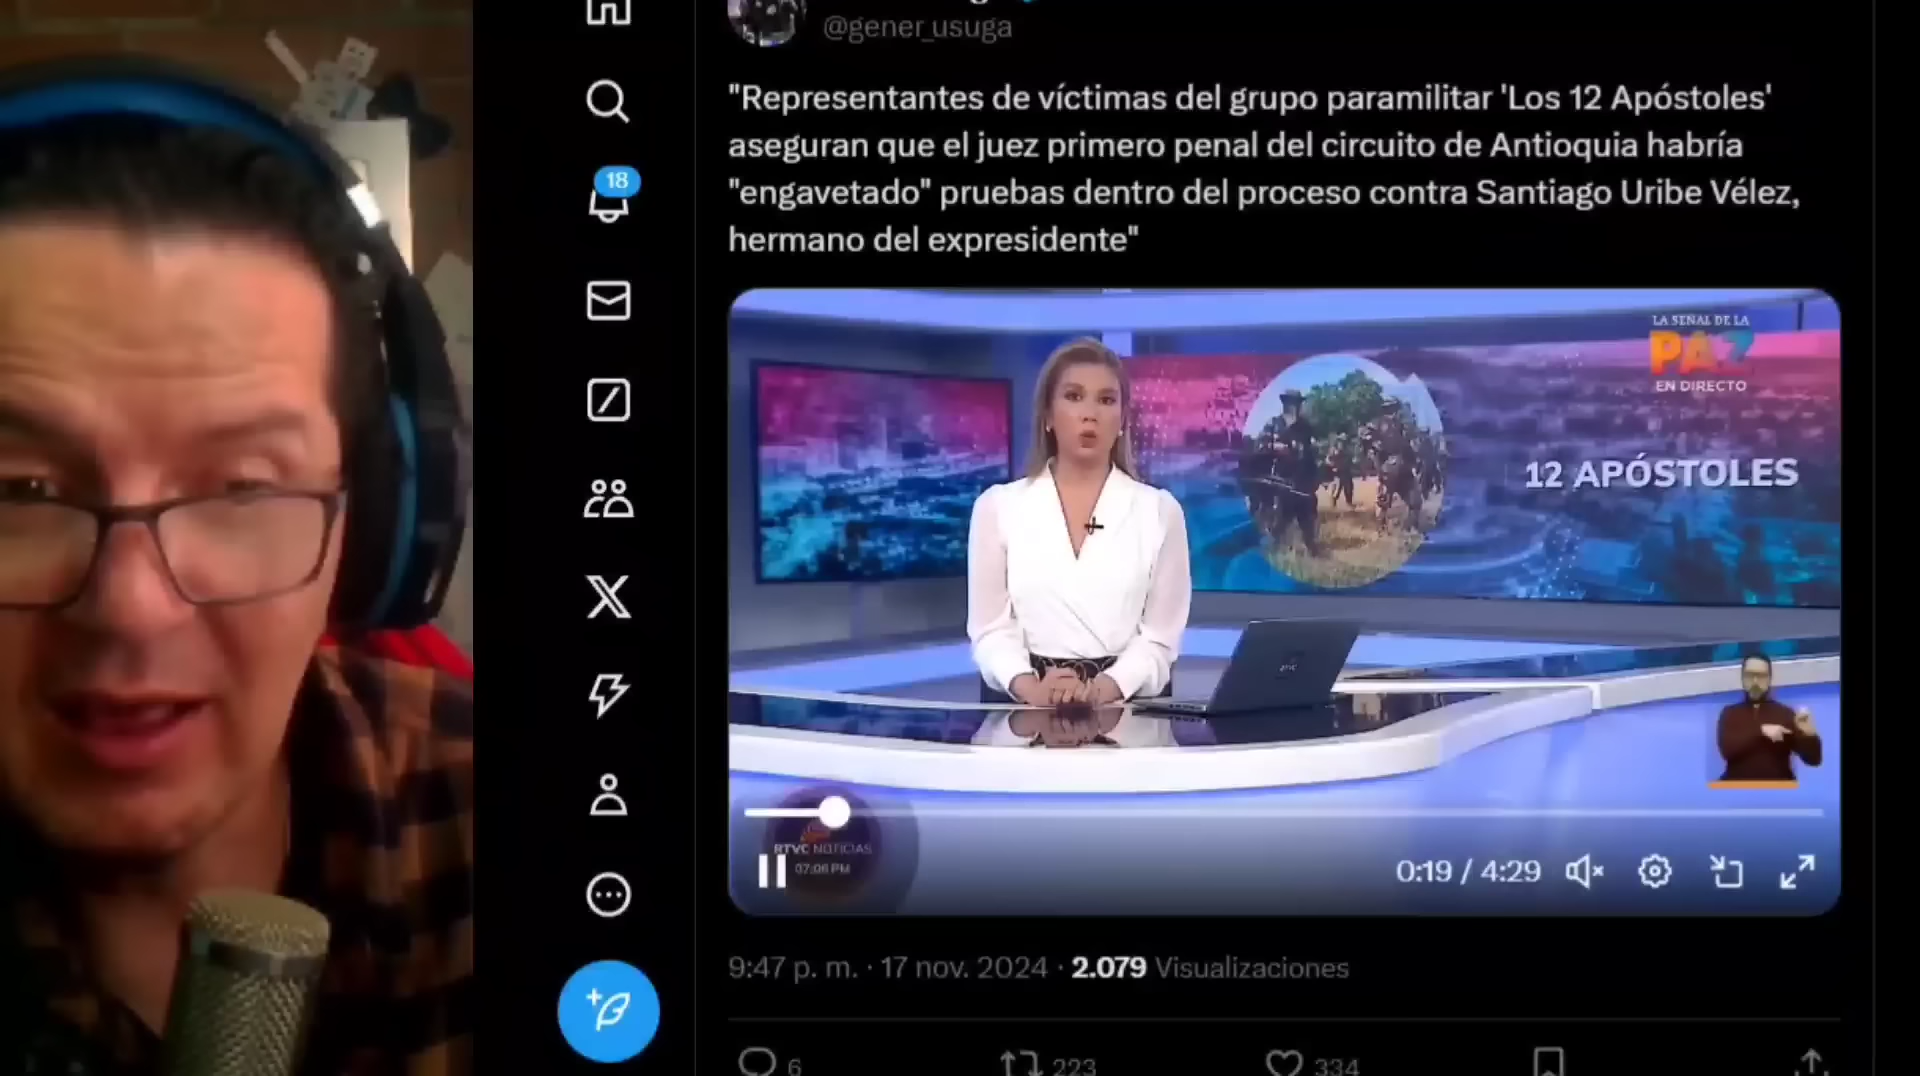 @gener_usuga
"Representantes de víctimas del grupo paramilitar 'Los 12 Apóstoles'
aseguran que el juez primero penal del circuito de Antioquia habría
"engavetado" pruebas dentro del proceso contra Santiago Uribe Vélez,
hermano del expresidente"
18
LA SEÑAL DE LA
PAZ
EN DIRECTO
12 APÓSTOLES
RTVC NOTICIAS
07:06 PM
0:19 / 4:29
9:47 p. m. · 17 nov. 2024 · 2.079 Visualizaciones
6
223
334